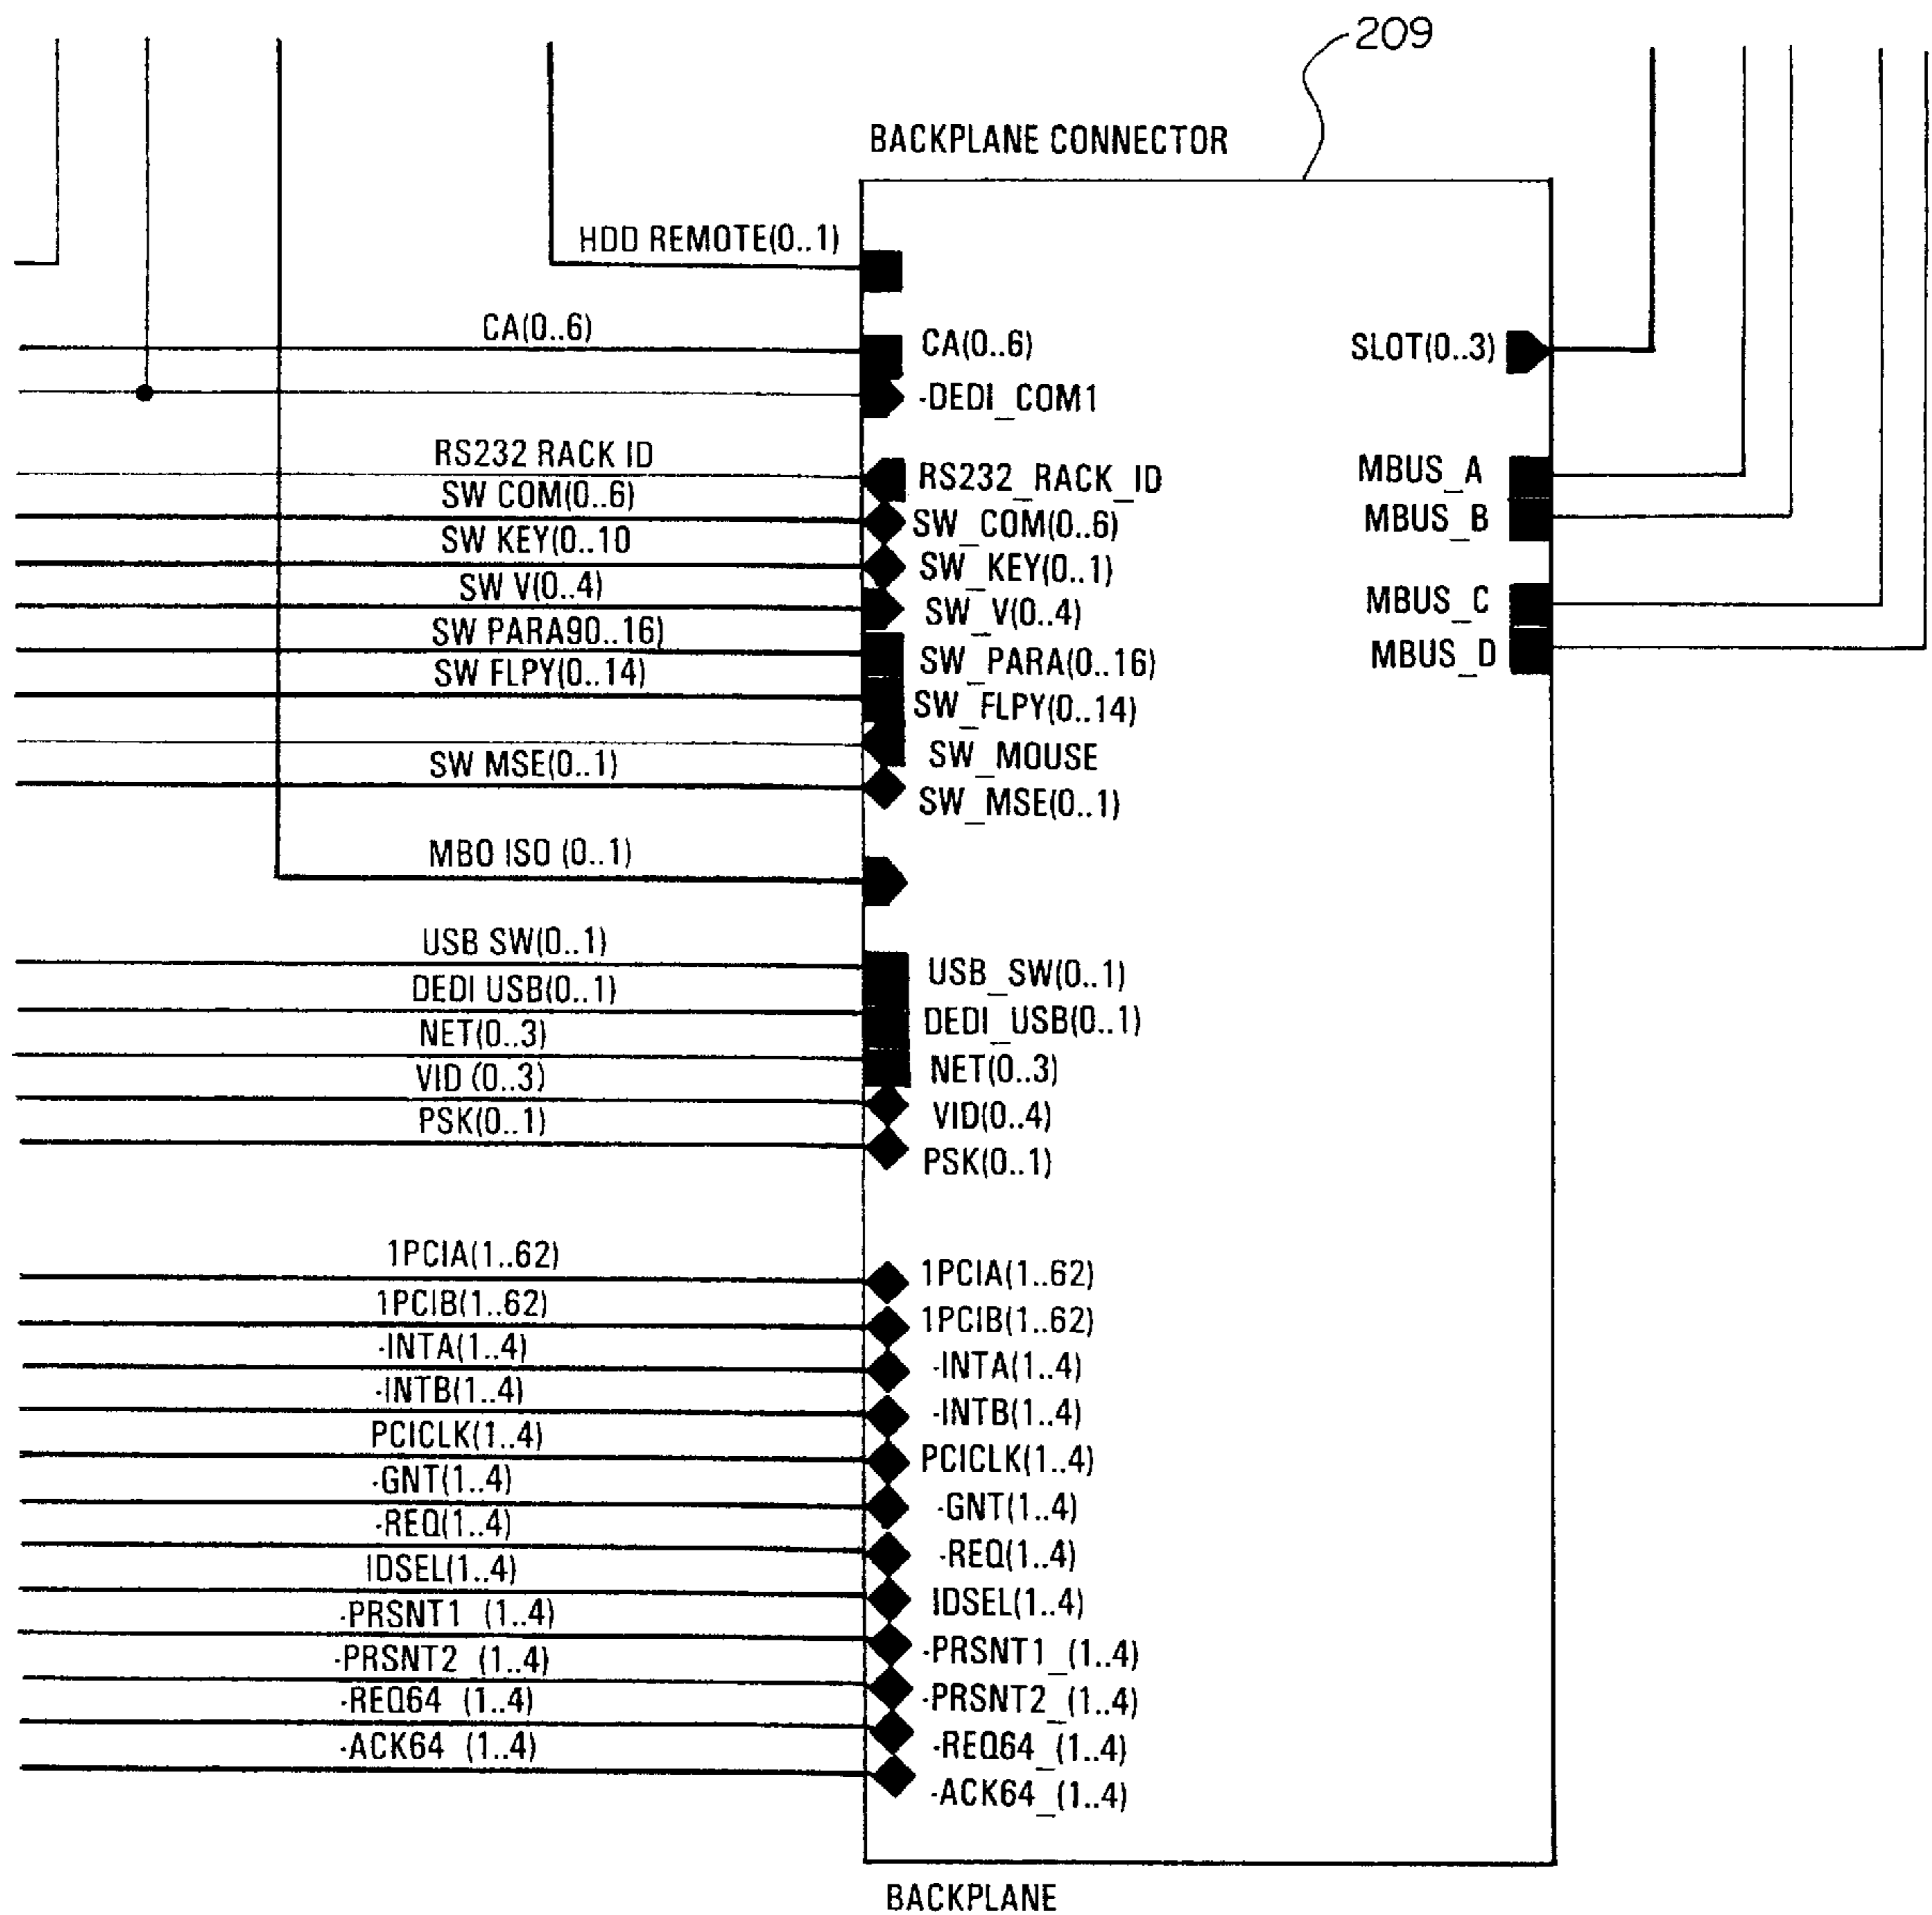 209
BACKPLANE CONNECTOR
HDD REMOTE(0..1)
CA(0..6)
CA(0..6)
SLOT(0..3)
-DEDI_COM1
RS232 RACK ID
RS232_RACK_ID
MBUS_A
SW COM(0..6)
SW_COM(0..6)
MBUS_B
SW KEY(0..10
SW_KEY(0..1)
SW V(0..4)
SW_V(0..4)
MBUS_C
SW PARA90..16)
SW_PARA(0..16)
MBUS_D
SW FLPY(0..14)
SW_FLPY(0..14)
SW_MOUSE
SW MSE(0..1)
SW_MSE(0..1)
MBO ISO (0..1)
USB SW(0..1)
USB_SW(0..1)
DEDI USB(0..1)
DEDI_USB(0..1)
NET(0..3)
NET(0..3)
VID (0..3)
VID(0..4)
PSK(0..1)
PSK(0..1)
1PCIA(1..62)
1PCIA(1..62)
1PCIB(1..62)
1PCIB(1..62)
-INTA(1..4)
-INTA(1..4)
-INTB(1..4)
-INTB(1..4)
PCICLK(1..4)
PCICLK(1..4)
-GNT(1..4)
-GNT(1..4)
-REQ(1..4)
-REQ(1..4)
IDSEL(1..4)
IDSEL(1..4)
-PRSNT1 (1..4)
-PRSNT1_(1..4)
-PRSNT2 (1..4)
-PRSNT2_(1..4)
-REQ64 (1..4)
-REQ64_(1..4)
-ACK64 (1..4)
-ACK64_(1..4)
BACKPLANE